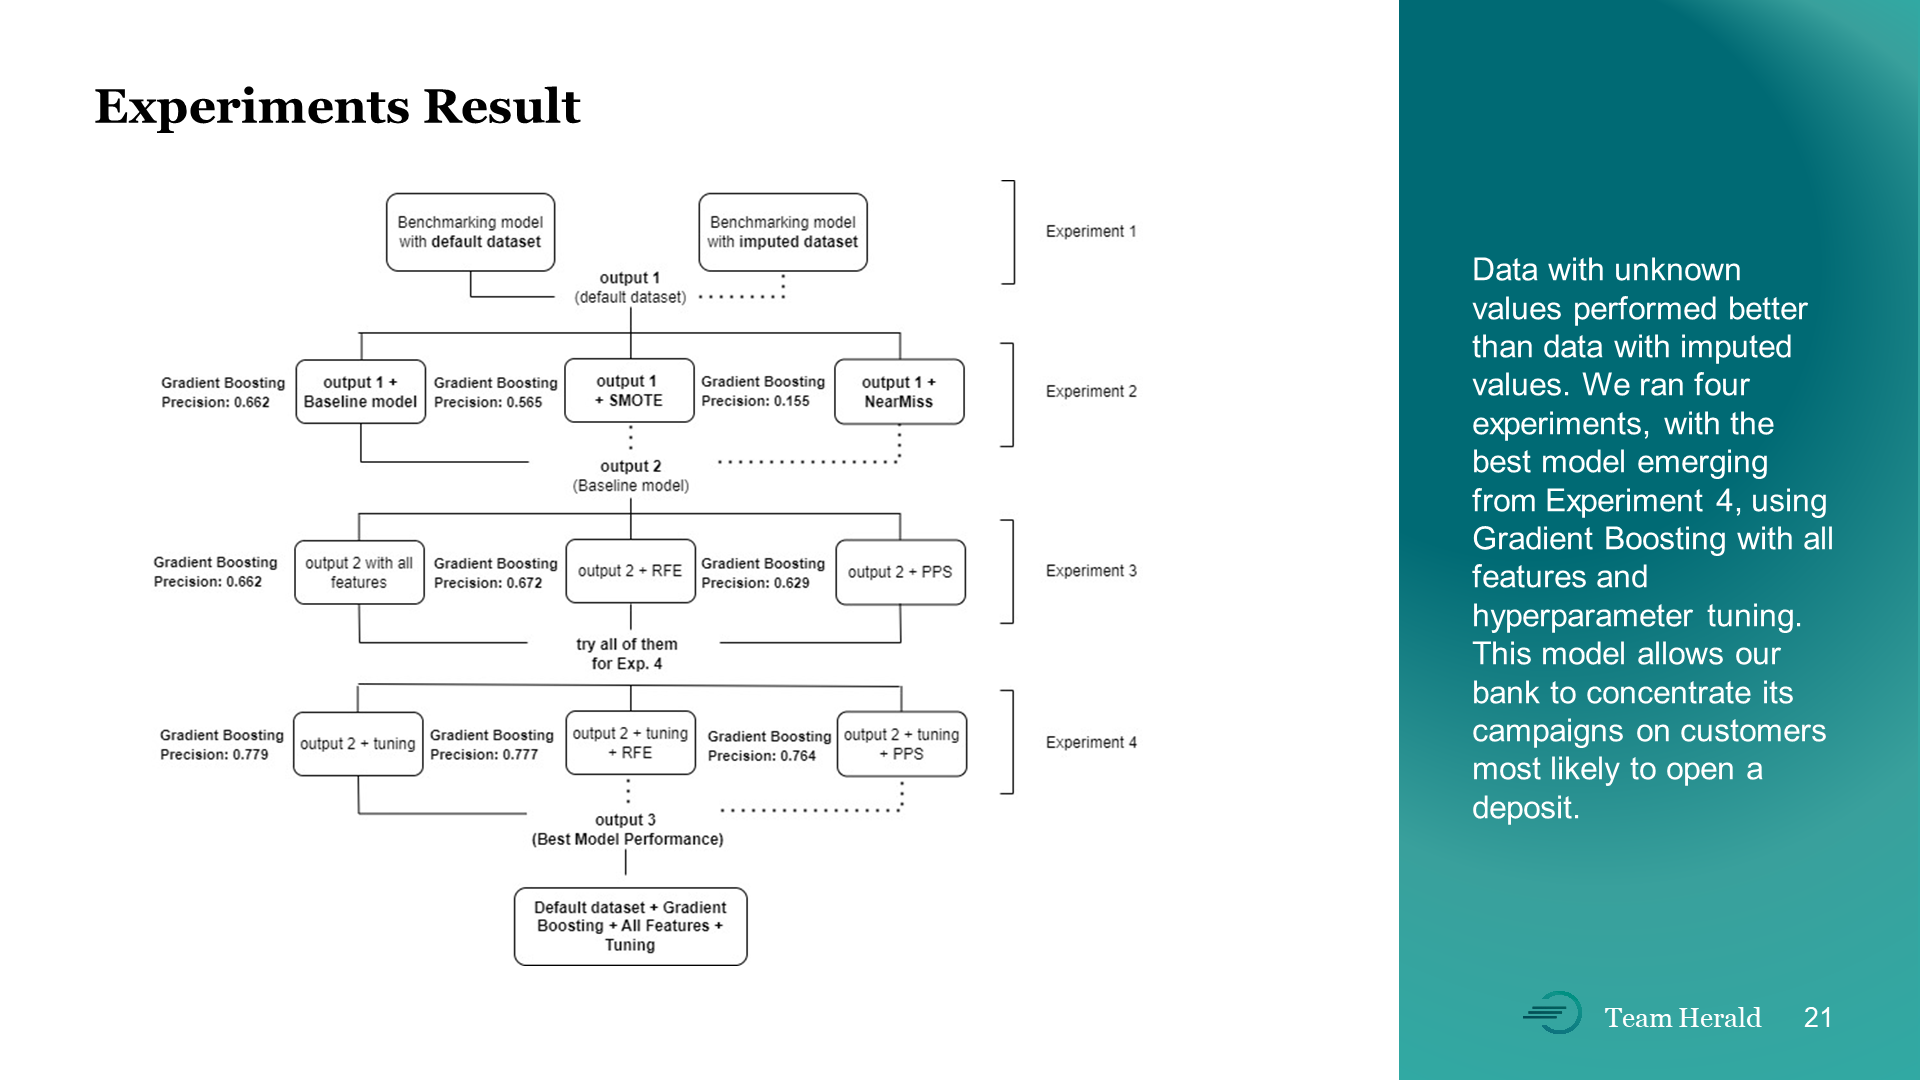 Experiments Result
Benchmarking model
with default dataset
Benchmarking model
with imputed dataset
Experiment 1
output 1
(default dataset)
Gradient Boosting
Precision: 0.662
output 1 +
Baseline model
Gradient Boosting
Precision: 0.565
output 1
+ SMOTE
Gradient Boosting
Precision: 0.155
output 1 +
NearMiss
Experiment 2
output 2
(Baseline model)
Gradient Boosting
Precision: 0.662
output 2 with all
features
Gradient Boosting
Precision: 0.672
output 2 + RFE
Gradient Boosting
Precision: 0.629
output 2 + PPS
Experiment 3
try all of them
for Exp. 4
Gradient Boosting
Precision: 0.779
output 2 + tuning
Gradient Boosting
Precision: 0.777
output 2 + tuning
+ RFE
Gradient Boosting
Precision: 0.764
output 2 + tuning
+ PPS
Experiment 4
output 3
(Best Model Performance)
Default dataset + Gradient
Boosting + All Features +
Tuning
Data with unknown
values performed better
than data with imputed
values. We ran four
experiments, with the
best model emerging
from Experiment 4, using
Gradient Boosting with all
features and
hyperparameter tuning.
This model allows our
bank to concentrate its
campaigns on customers
most likely to open a
deposit.
Team Herald
21